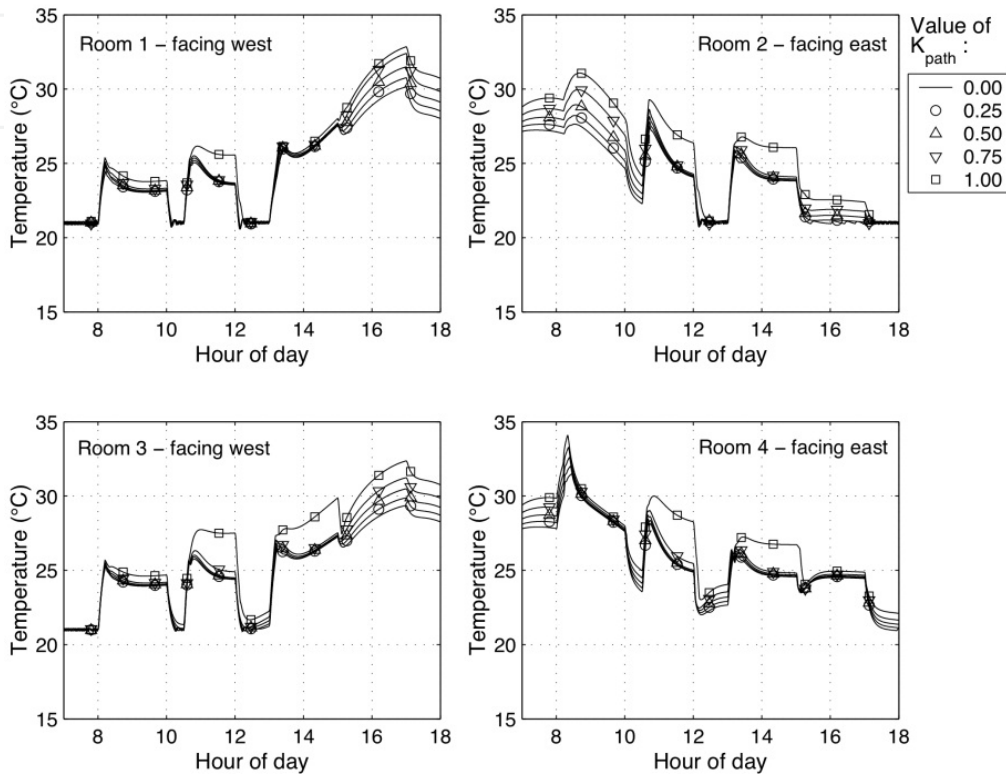 Room 1 – facing west
35
30
25
20
15
8 10 12 14 16 18
Temperature (°C)
Hour of day
Room 2 – facing east
35
30
25
20
15
8 10 12 14 16 18
Temperature (°C)
Hour of day
Value of
K_path :
0.00
0.25
0.50
0.75
1.00
Room 3 – facing west
35
30
25
20
15
8 10 12 14 16 18
Temperature (°C)
Hour of day
Room 4 – facing east
35
30
25
20
15
8 10 12 14 16 18
Temperature (°C)
Hour of day